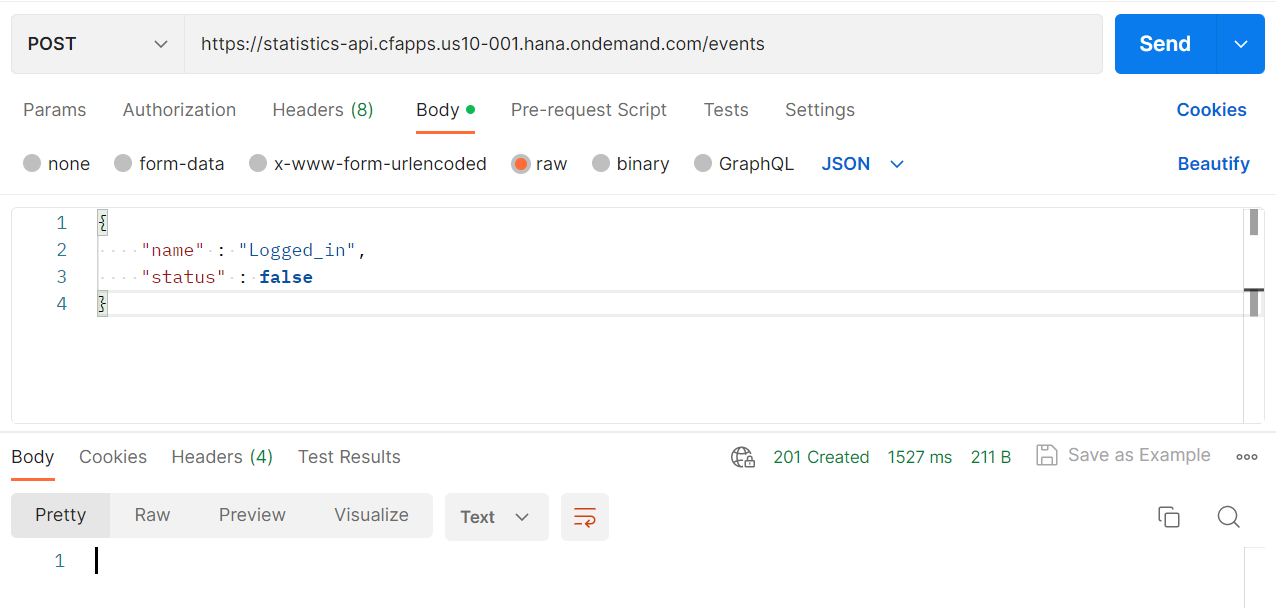 POST https://statistics-api.cfapps.us10-001.hana.ondemand.com/events Send
Params Authorization Headers (8) Body Pre-request Script Tests Settings Cookies
none form-data x-www-form-urlencoded raw binary GraphQL JSON Beautify
1 {
2 "name" : "Logged_in",
3 "status" : false
4 }
Body Cookies Headers (4) Test Results 201 Created 1527 ms 211 B Save as Example
Pretty Raw Preview Visualize Text
1